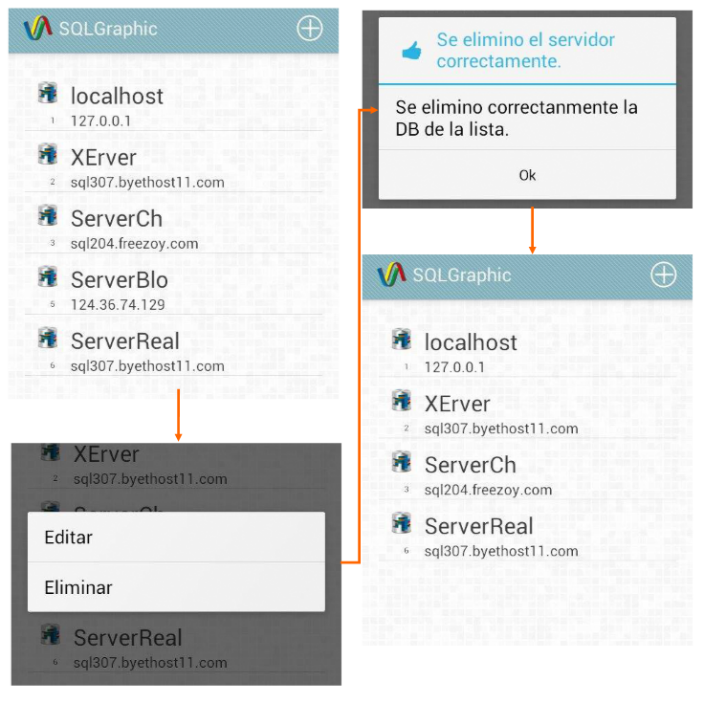 SQLGraphic
localhost
1 127.0.0.1
XErver
2 sql307.byethost11.com
ServerCh
3 sql204.freezoy.com
ServerBlo
5 124.36.74.129
ServerReal
6 sql307.byethost11.com
XErver
2 sql307.byethost11.com
ServerCh
Editar
Eliminar
ServerReal
6 sql307.byethost11.com
Se elimino el servidor
correctamente.
Se elimino correctanmente la
DB de la lista.
Ok
SQLGraphic
localhost
1 127.0.0.1
XErver
2 sql307.byethost11.com
ServerCh
3 sql204.freezoy.com
ServerReal
6 sql307.byethost11.com